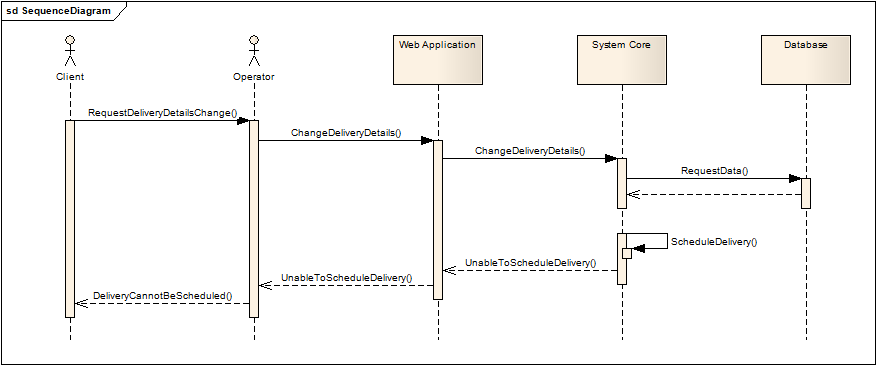 sd SequenceDiagram
Client
Operator
Web Application
System Core
Database
RequestDeliveryDetailsChange()
ChangeDeliveryDetails()
ChangeDeliveryDetails()
RequestData()
ScheduleDelivery()
UnableToScheduleDelivery()
UnableToScheduleDelivery()
DeliveryCannotBeScheduled()